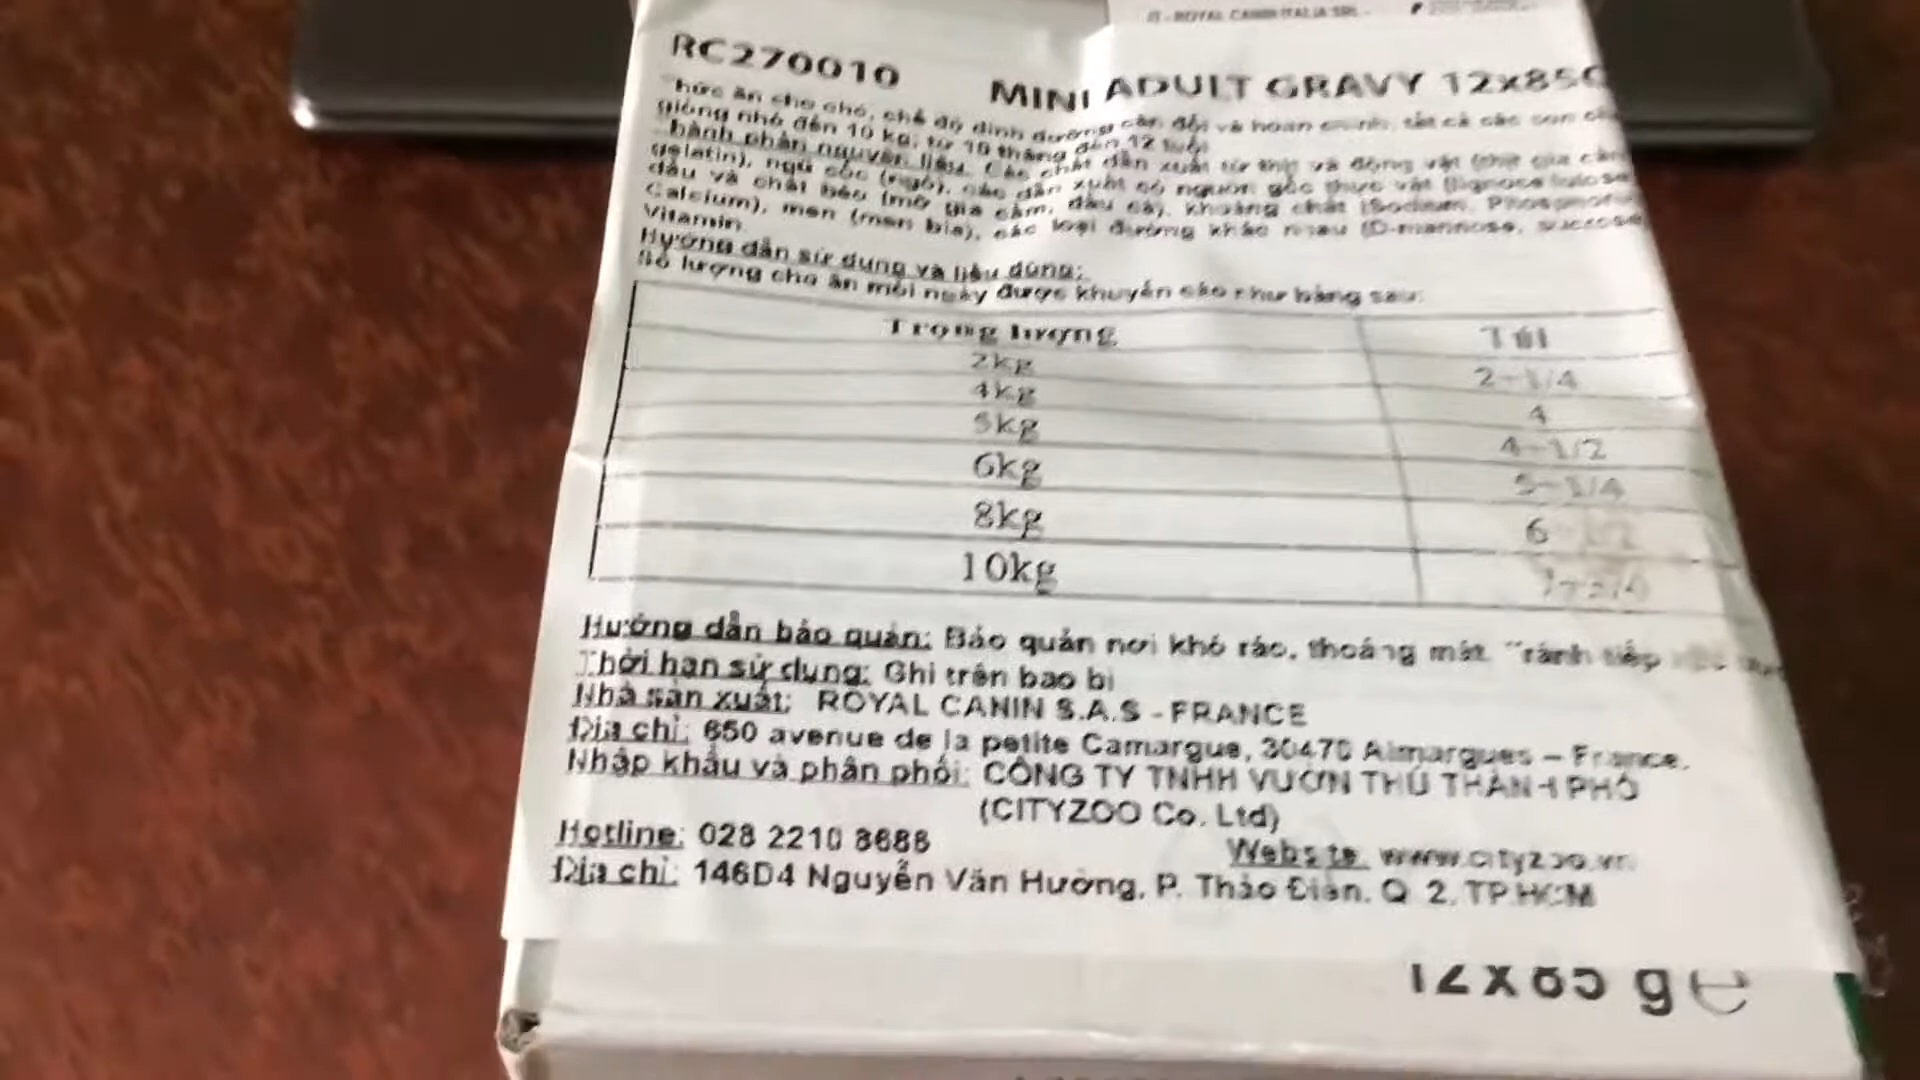 IT - ROYAL CANIN ITALIA SRL -
RC270010 MINI ADULT GRAVY 12x85G
hức ăn cho chó, chế độ dinh dưỡng cân đối và hoàn chỉnh, tất cả các con
giống nhỏ đến 10 kg, từ 10 tháng đến 12 tuổi
hành phần nguyên liệu. Các chất dẫn xuất từ thịt và động vật (thịt gia cầm
gelatin), ngũ cốc (ngô), các dẫn xuất có nguồn gốc thực vật
dầu và chất béo (mỡ gia cầm, dầu cá), khoáng chất (Sodium, Phosphor
Calcium), men (men bia), các loại đường khác nhau (D-mannose, sucrose)
Vitamin
Hướng dẫn sử dụng và liều dùng:
Số lượng cho ăn mỗi ngày được khuyến cáo như bảng sau:
Trọng lượng Túi
2kg 2-1/4
4kg 4
5kg 4-1/2
6kg 5-1/4
8kg 6
10kg
Hướng dẫn bảo quản: Bảo quản nơi khô ráo, thoáng mát. Tránh tiếp
Thời hạn sử dụng: Ghi trên bao bì
Nhà sản xuất: ROYAL CANIN S.A.S - FRANCE
Địa chỉ: 650 avenue de la petite Camargue, 30470 Aimargues – France.
Nhập khẩu và phân phối: CÔNG TY TNHH VƯỜN THÚ THÀNH PHỐ
(CITYZOO Co. Ltd)
Hotline: 028 2210 8688 Website: www.cityzoo.vn
Địa chỉ: 146D4 Nguyễn Văn Hưởng, P. Thảo Điền, Q 2, TP.HCM
12 x 85 g ℮